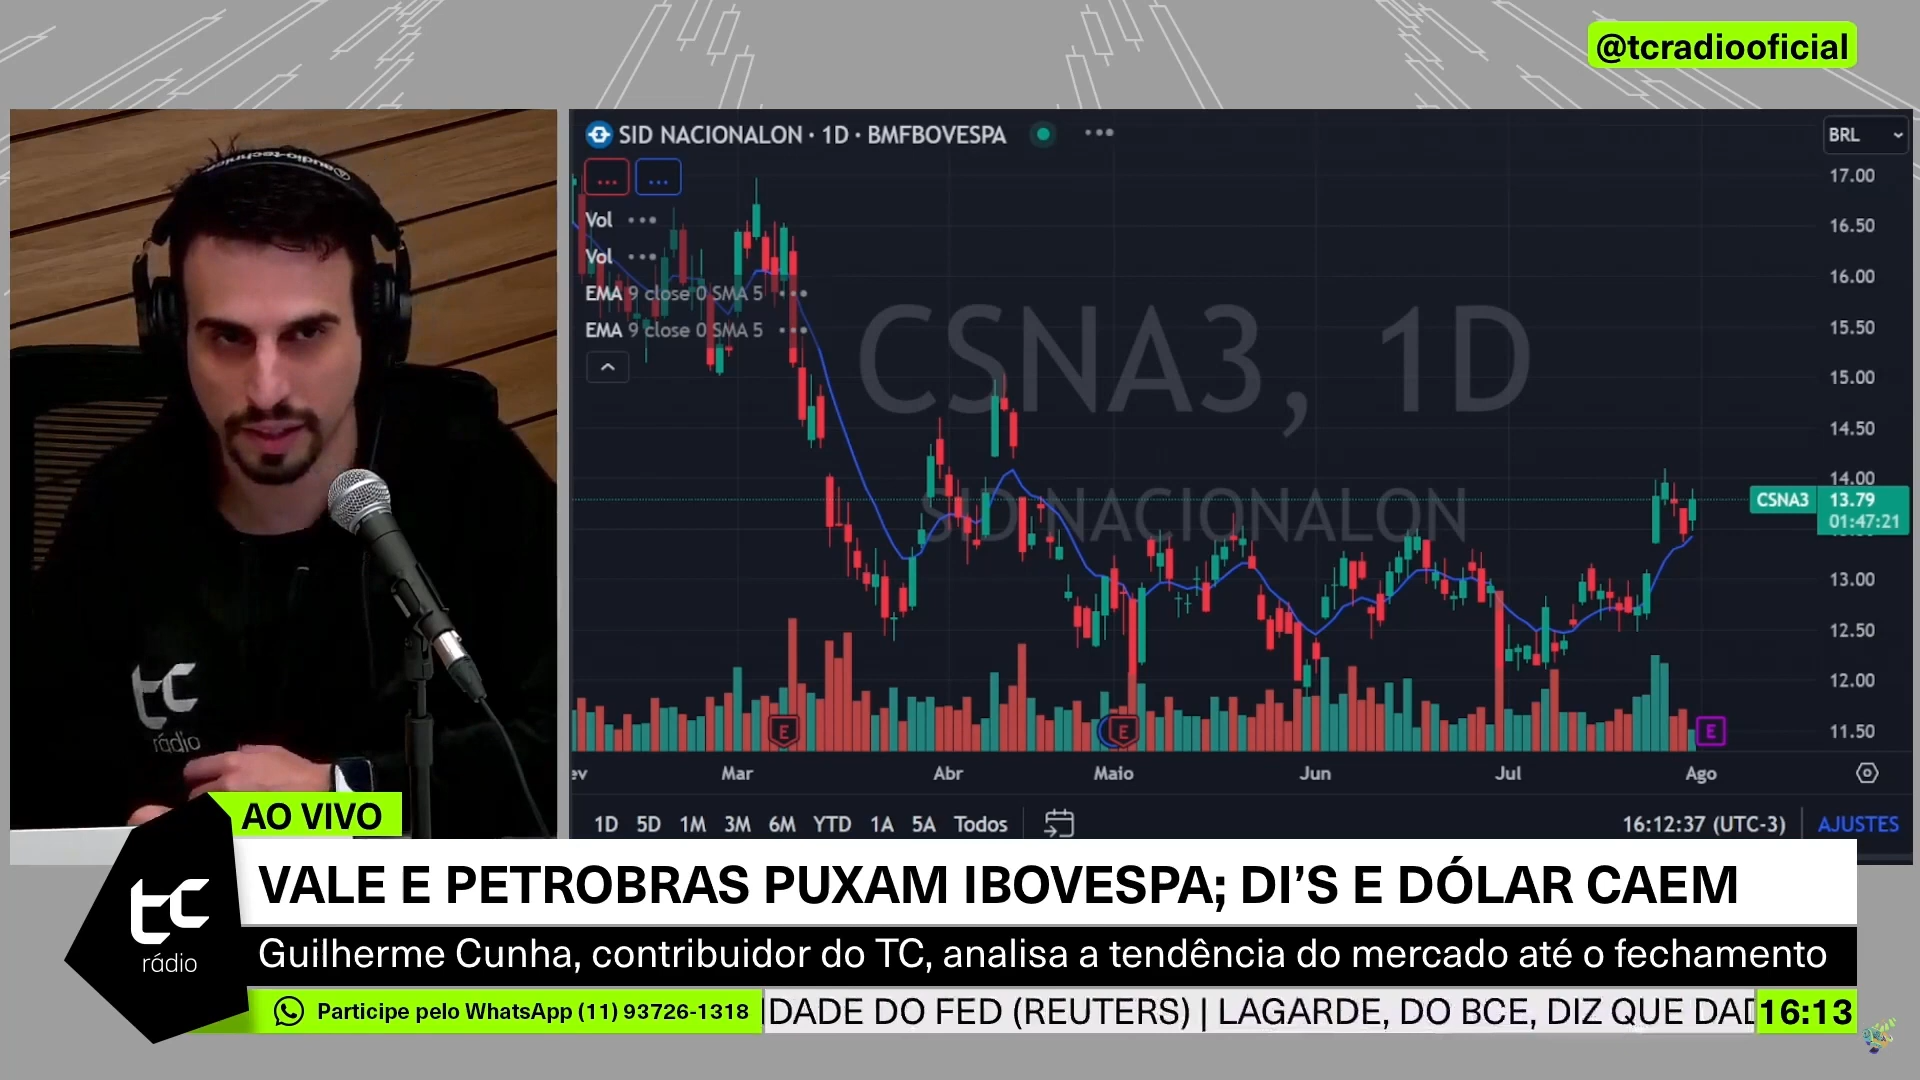 @tcradiooficial
audio-technica
SID NACIONALON · 1D · BMFBOVESPA
BRL
Vol
Vol
EMA 9 close 0 SMA 5
EMA 9 close 0 SMA 5
CSNA3, 1D
SID NACIONALON
17.00
16.50
16.00
15.50
15.00
14.50
14.00
CSNA3 13.79
01:47:21
13.00
12.50
12.00
11.50
E
E
E
ev Mar Abr Maio Jun Jul Ago
1D 5D 1M 3M 6M YTD 1A 5A Todos
16:12:37 (UTC-3) AJUSTES
tc
rádio
AO VIVO
VALE E PETROBRAS PUXAM IBOVESPA; DI'S E DÓLAR CAEM
tc
rádio
Guilherme Cunha, contribuidor do TC, analisa a tendência do mercado até o fechamento
Participe pelo WhatsApp (11) 93726-1318
IDADE DO FED (REUTERS) | LAGARDE, DO BCE, DIZ QUE DAD
16:13